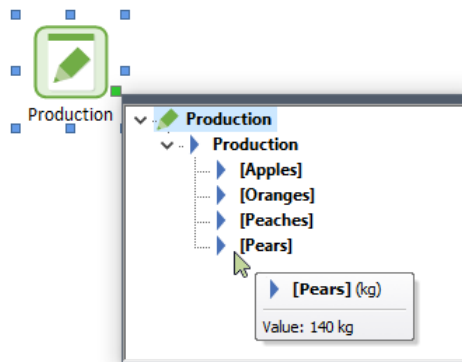 Production
Production
Production
[Apples]
[Oranges]
[Peaches]
[Pears]
[Pears] (kg)
Value: 140 kg